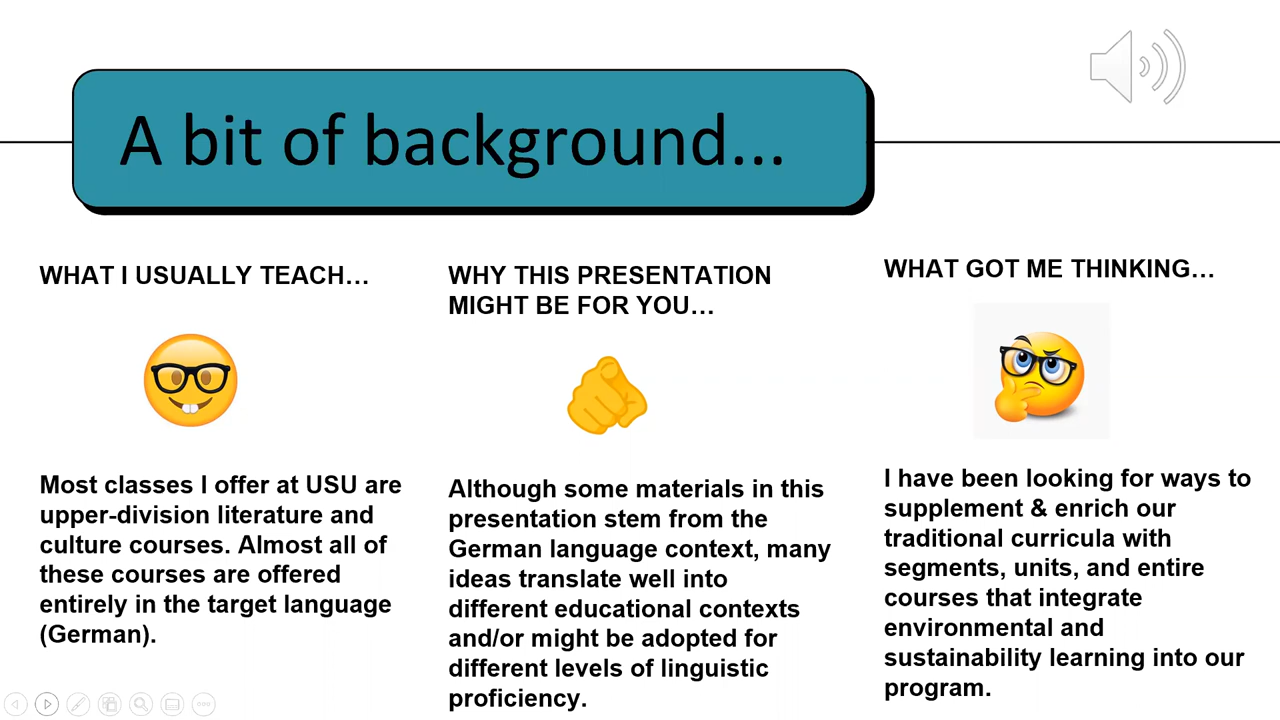 A bit of background...
WHAT I USUALLY TEACH…
Most classes I offer at USU are
upper-division literature and
culture courses. Almost all of
these courses are offered
entirely in the target language
(German).
WHY THIS PRESENTATION
MIGHT BE FOR YOU…
Although some materials in this
presentation stem from the
German language context, many
ideas translate well into
different educational contexts
and/or might be adopted for
different levels of linguistic
proficiency.
WHAT GOT ME THINKING…
I have been looking for ways to
supplement & enrich our
traditional curricula with
segments, units, and entire
courses that integrate
environmental and
sustainability learning into our
program.